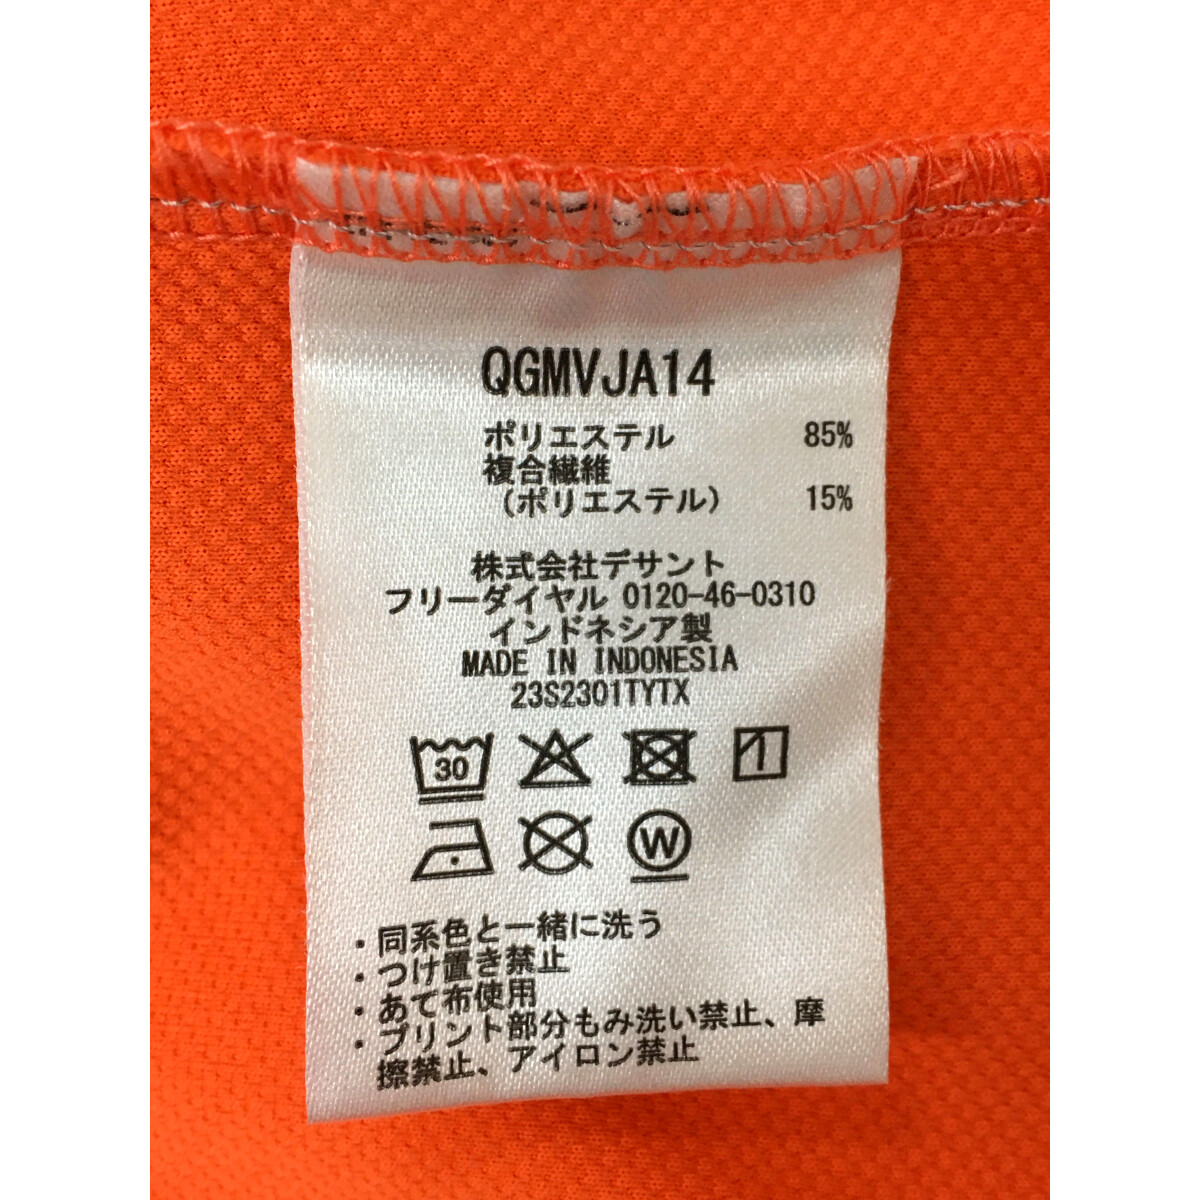 QGMVJA14
ポリエステル 85%
複合繊維
(ポリエステル) 15%
株式会社デサント
フリーダイヤル 0120-46-0310
インドネシア製
MADE IN INDONESIA
23S2301TYTX
30
W
・同系色と一緒に洗う
・つけ置き禁止
・あて布使用
・プリント部分もみ洗い禁止、摩
擦禁止、アイロン禁止